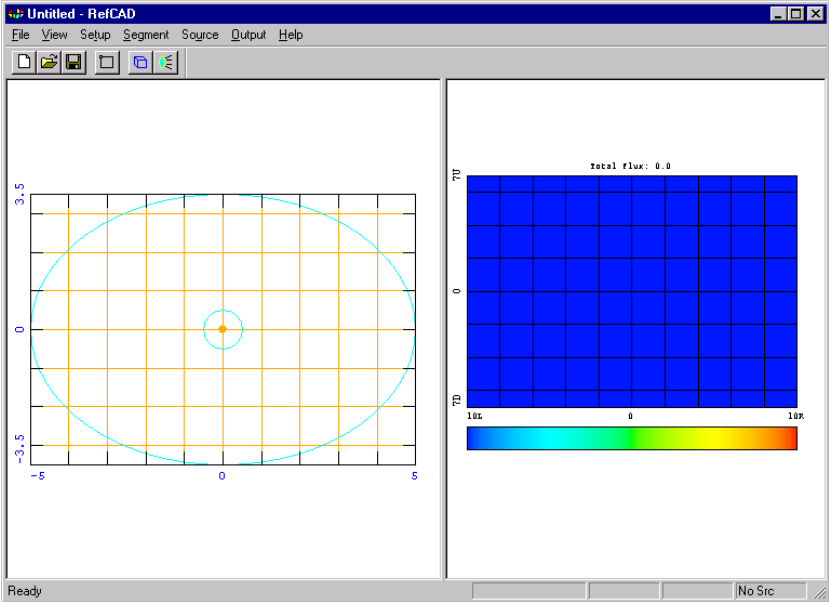 Untitled - RefCAD
File View Setup Segment Source Output Help
3.5
0
-3.5
-5 0 5
Total Flux: 0.0
7U
0
7D
10L 0 10R
Ready
No Src